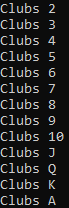 Clubs 2
Clubs 3
Clubs 4
Clubs 5
Clubs 6
Clubs 7
Clubs 8
Clubs 9
Clubs 10
Clubs J
Clubs Q
Clubs K
Clubs A